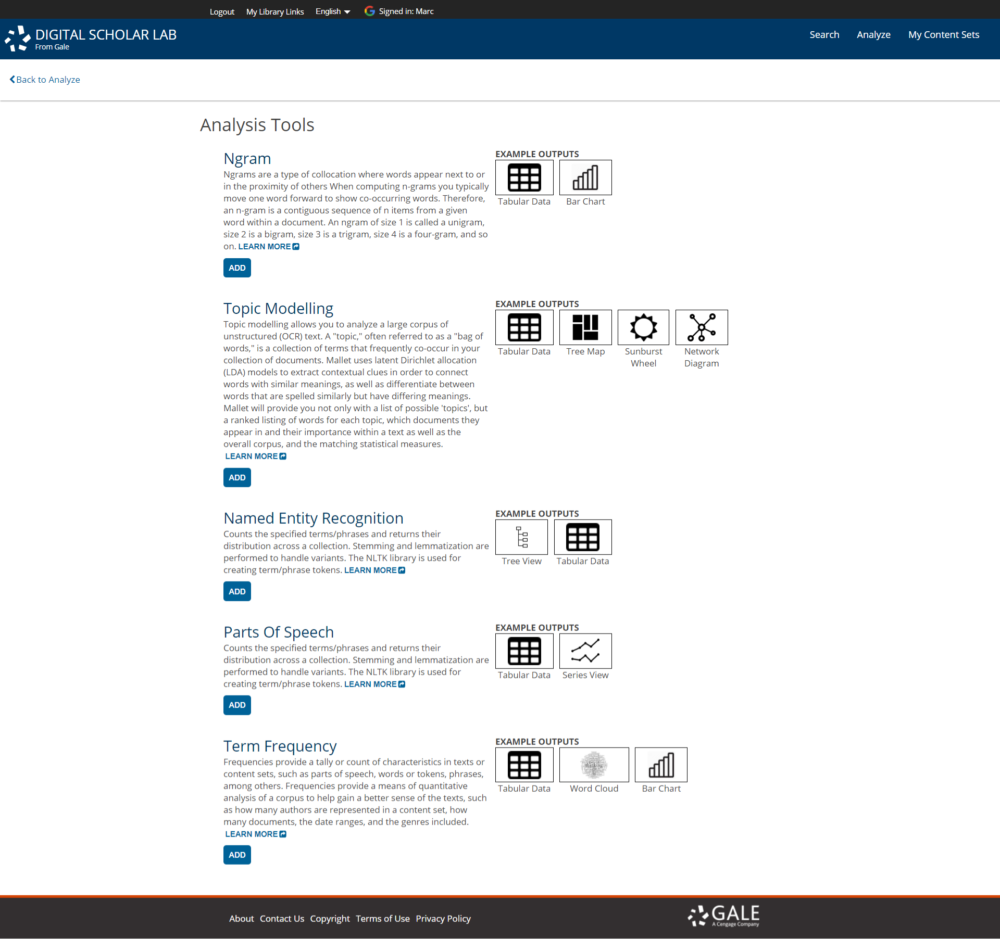 Logout My Library Links English Signed in: Marc
DIGITAL SCHOLAR LAB
From Gale
Search Analyze My Content Sets
Back to Analyze
Analysis Tools
Ngram
Ngrams are a type of collocation where words appear next to or
in the proximity of others When computing n-grams you typically
move one word forward to show co-occurring words. Therefore,
an n-gram is a contiguous sequence of n items from a given
word within a document. An ngram of size 1 is called a unigram,
size 2 is a bigram, size 3 is a trigram, size 4 is a four-gram, and so
on. LEARN MORE
ADD
EXAMPLE OUTPUTS
Tabular Data Bar Chart
Topic Modelling
Topic modelling allows you to analyze a large corpus of
unstructured (OCR) text. A "topic," often referred to as a "bag of
words," is a collection of terms that frequently co-occur in your
collection of documents. Mallet uses latent Dirichlet allocation
(LDA) models to extract contextual clues in order to connect
words with similar meanings, as well as differentiate between
words that are spelled similarly but have differing meanings.
Mallet will provide you not only with a list of possible 'topics', but
a ranked listing of words for each topic, which documents they
appear in and their importance within a text as well as the
overall corpus, and the matching statistical measures.
LEARN MORE
ADD
EXAMPLE OUTPUTS
Tabular Data Tree Map Sunburst Wheel Network Diagram
Named Entity Recognition
Counts the specified terms/phrases and returns their
distribution across a collection. Stemming and lemmatization are
performed to handle variants. The NLTK library is used for
creating term/phrase tokens. LEARN MORE
ADD
EXAMPLE OUTPUTS
Tree View Tabular Data
Parts Of Speech
Counts the specified terms/phrases and returns their
distribution across a collection. Stemming and lemmatization are
performed to handle variants. The NLTK library is used for
creating term/phrase tokens. LEARN MORE
ADD
EXAMPLE OUTPUTS
Tabular Data Series View
Term Frequency
Frequencies provide a tally or count of characteristics in texts or
content sets, such as parts of speech, words or tokens, phrases,
among others. Frequencies provide a means of quantitative
analysis of a corpus to help gain a better sense of the texts, such
as how many authors are represented in a content set, how
many documents, the date ranges, and the genres included.
LEARN MORE
ADD
EXAMPLE OUTPUTS
thinking
Tabular Data Word Cloud Bar Chart
About Contact Us Copyright Terms of Use Privacy Policy
GALE
A Cengage Company